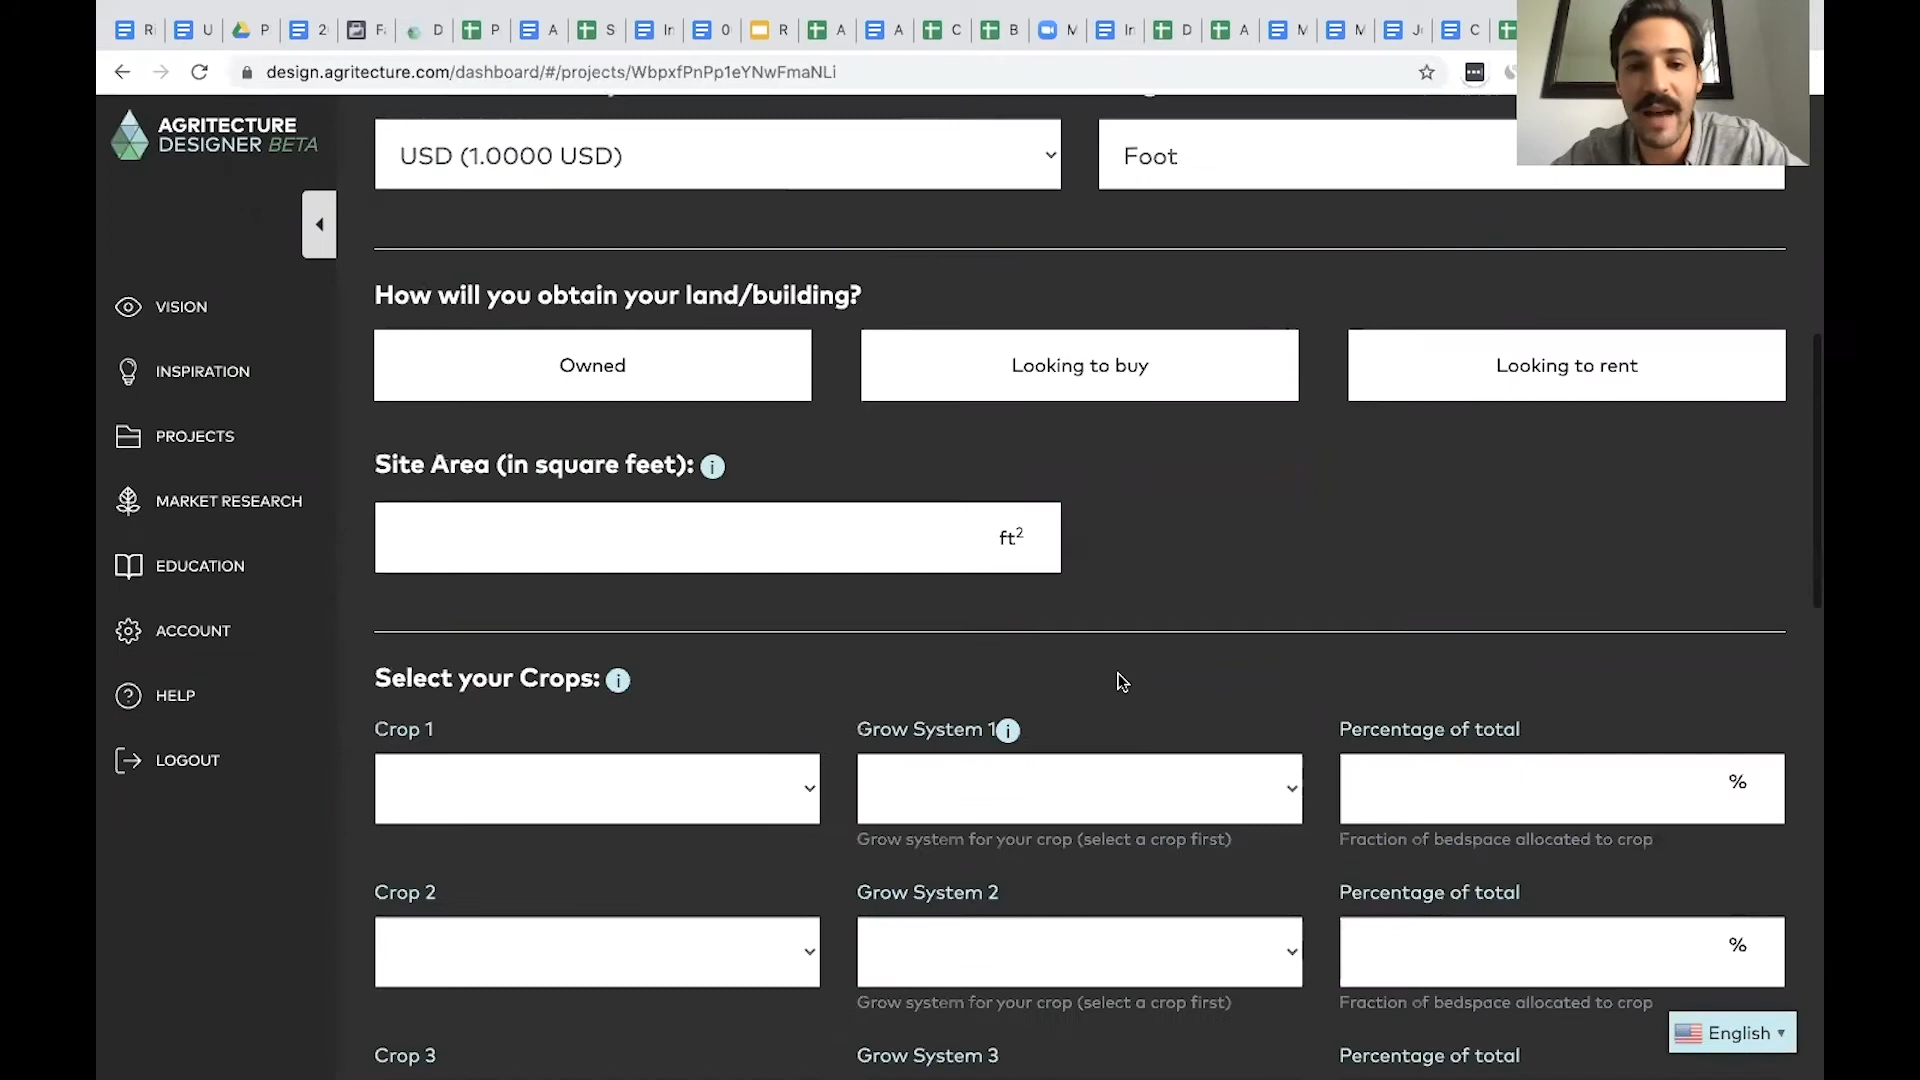 R
U
P
2
F
D
P
A
S
In
0
R
A
A
C
B
M
In
D
A
M
M
J
C
design.agritecture.com/dashboard/#/projects/WbpxfPnPp1eYNwFmaNLi
AGRITECTURE
DESIGNER BETA
USD (1.0000 USD)
Foot
VISION
INSPIRATION
PROJECTS
MARKET RESEARCH
EDUCATION
ACCOUNT
HELP
LOGOUT
How will you obtain your land/building?
Owned
Looking to buy
Looking to rent
Site Area (in square feet): i
ft²
Select your Crops: i
Crop 1
Grow System 1 i
Percentage of total
%
Grow system for your crop (select a crop first)
Fraction of bedspace allocated to crop
Crop 2
Grow System 2
Percentage of total
%
Grow system for your crop (select a crop first)
Fraction of bedspace allocated to crop
Crop 3
Grow System 3
Percentage of total
English